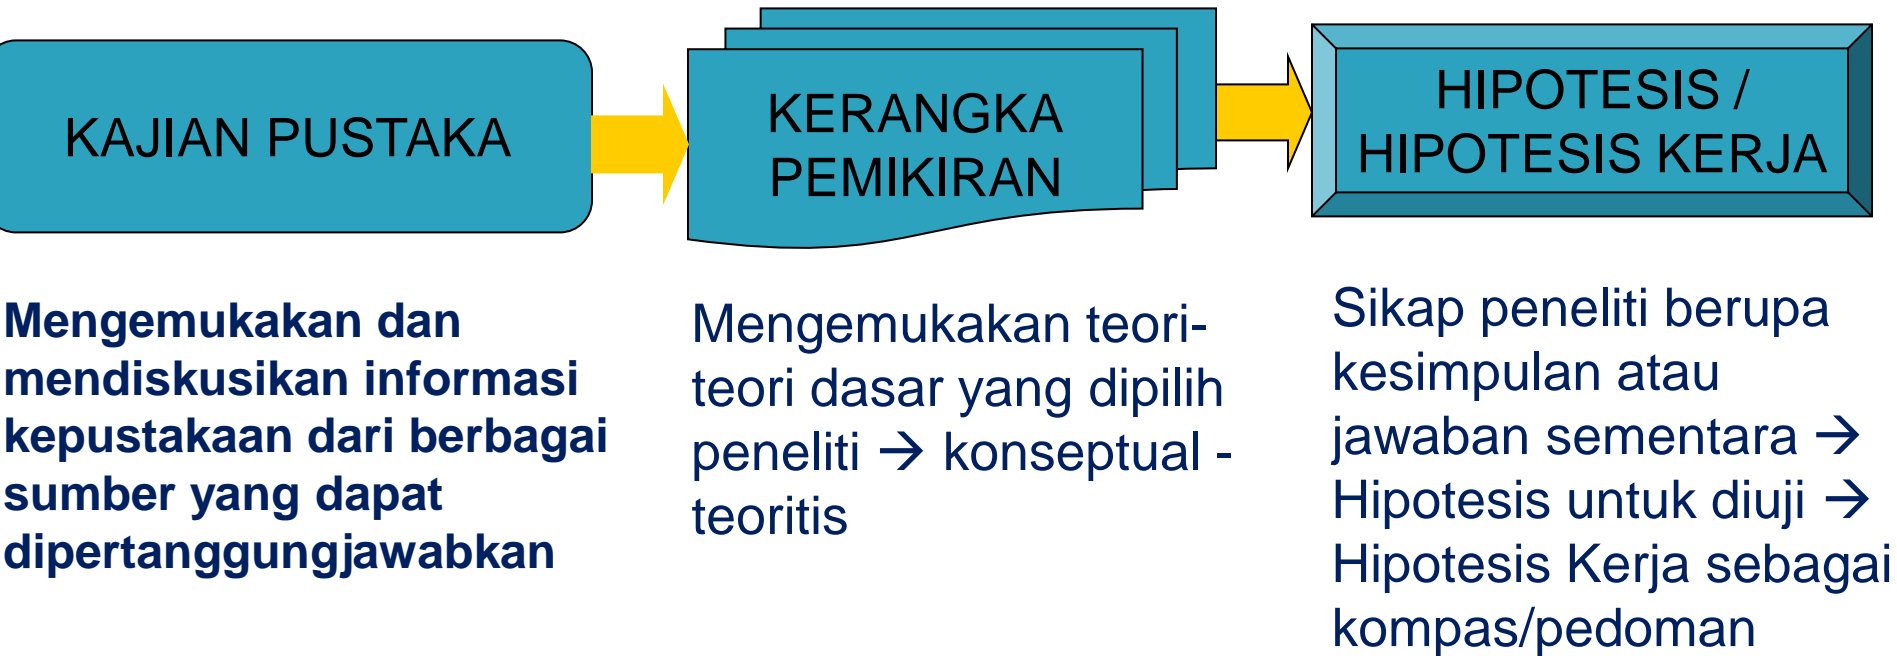 KAJIAN PUSTAKA
KERANGKA
PEMIKIRAN
HIPOTESIS /
HIPOTESIS KERJA
Mengemukakan dan
mendiskusikan informasi
kepustakaan dari berbagai
sumber yang dapat
dipertanggungjawabkan
Mengemukakan teori-
teori dasar yang dipilih
peneliti → konseptual -
teoritis
Sikap peneliti berupa
kesimpulan atau
jawaban sementara →
Hipotesis untuk diuji →
Hipotesis Kerja sebagai
kompas/pedoman